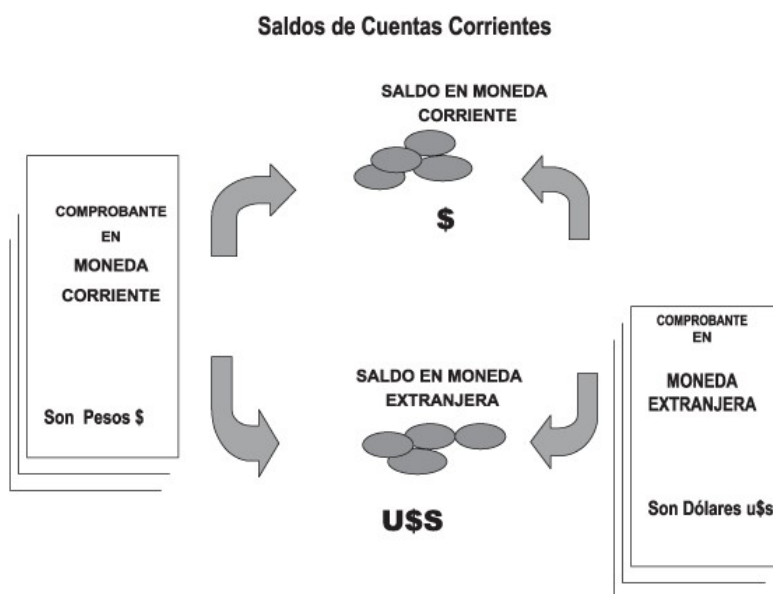 Saldos de Cuentas Corrientes
SALDO EN MONEDA
CORRIENTE
$
COMPROBANTE
EN
MONEDA
CORRIENTE
Son Pesos $
SALDO EN MONEDA
EXTRANJERA
U$S
COMPROBANTE
EN
MONEDA
EXTRANJERA
Son Dólares u$s